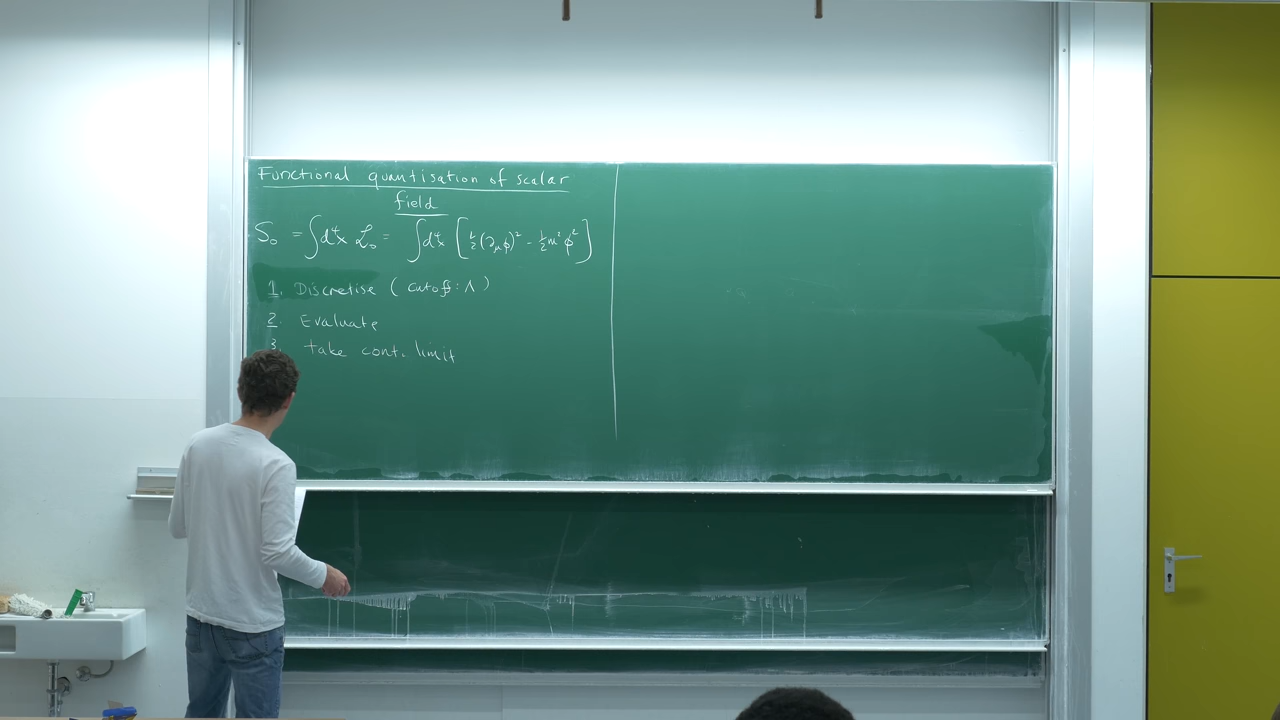 Functional quantisation of scalar
field
S₀ = ∫d⁴x ℒ₀ = ∫d⁴x [½(∂_μϕ)² - ½m²ϕ²]
1. Discretise (cutoff: Λ)
2. Evaluate
3. take cont. limit